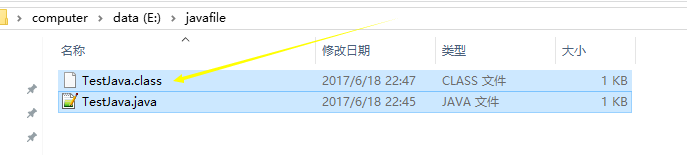 computer › data (E:) › javafile
名称 修改日期 类型 大小
TestJava.class 2017/6/18 22:47 CLASS 文件 1 KB
TestJava.java 2017/6/18 22:45 JAVA 文件 1 KB